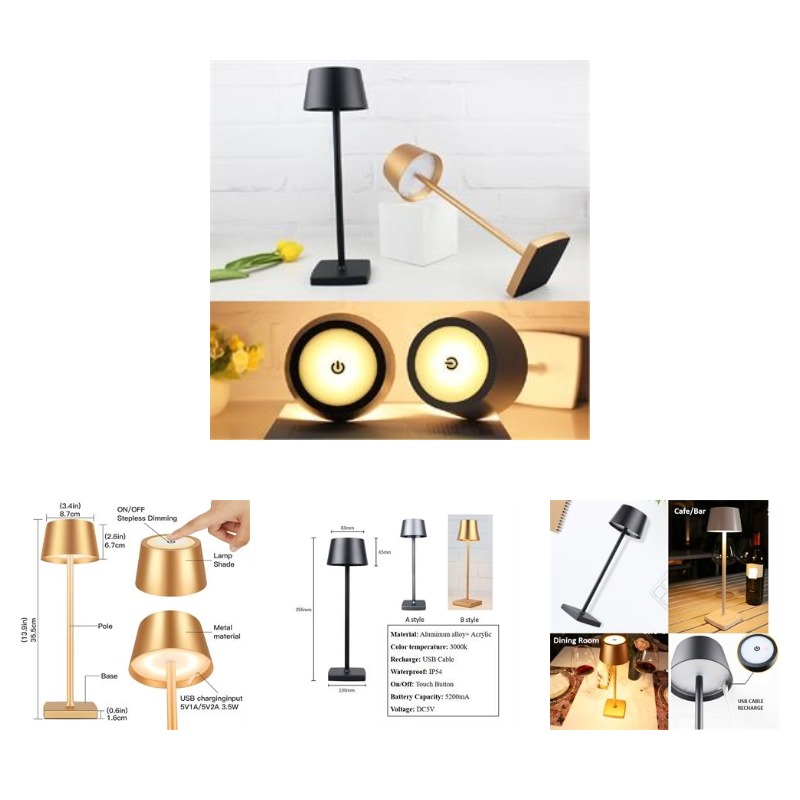 (3.4in)
8.7cm
ON/OFF
Stepless Dimming
(2.6in)
6.7cm
Lamp
Shade
(13.9in)
35.5cm
Pole
Metal
material
Base
USB charginginput
5V1A/5V2A 3.5W
(0.6in)
1.6cm
83mm
65mm
356mm
100mm
A style
B style
Material: Aluminum alloy+ Acrylic
Color temperature: 3000k
Recharge: USB Cable
Waterproof: IP54
On/Off: Touch Button
Battery Capacity: 5200mA
Voltage: DC5V
Cafe/Bar
Dining Room
USB CABLE
RECHARGE